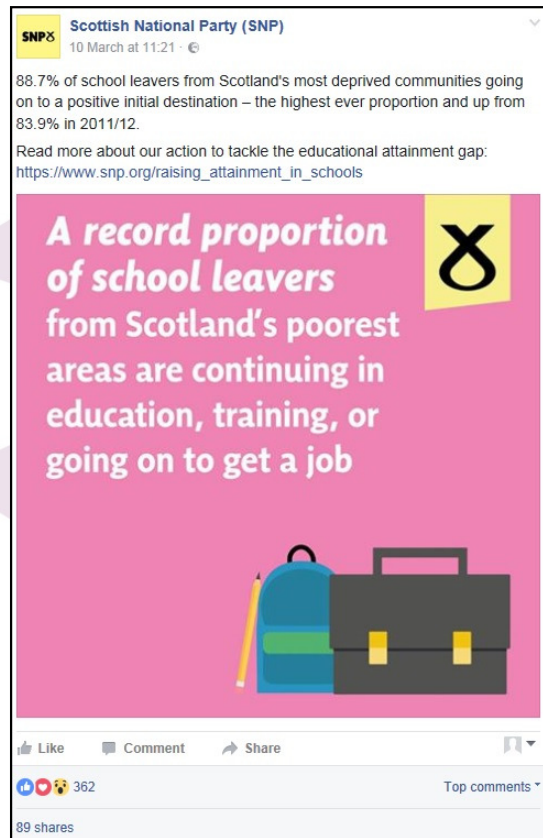 SNP
Scottish National Party (SNP)
10 March at 11:21 ·
88.7% of school leavers from Scotland's most deprived communities going
on to a positive initial destination – the highest ever proportion and up from
83.9% in 2011/12.
Read more about our action to tackle the educational attainment gap:
https://www.snp.org/raising_attainment_in_schools
A record proportion
of school leavers
from Scotland's poorest
areas are continuing in
education, training, or
going on to get a job
Like Comment Share
362 Top comments
89 shares